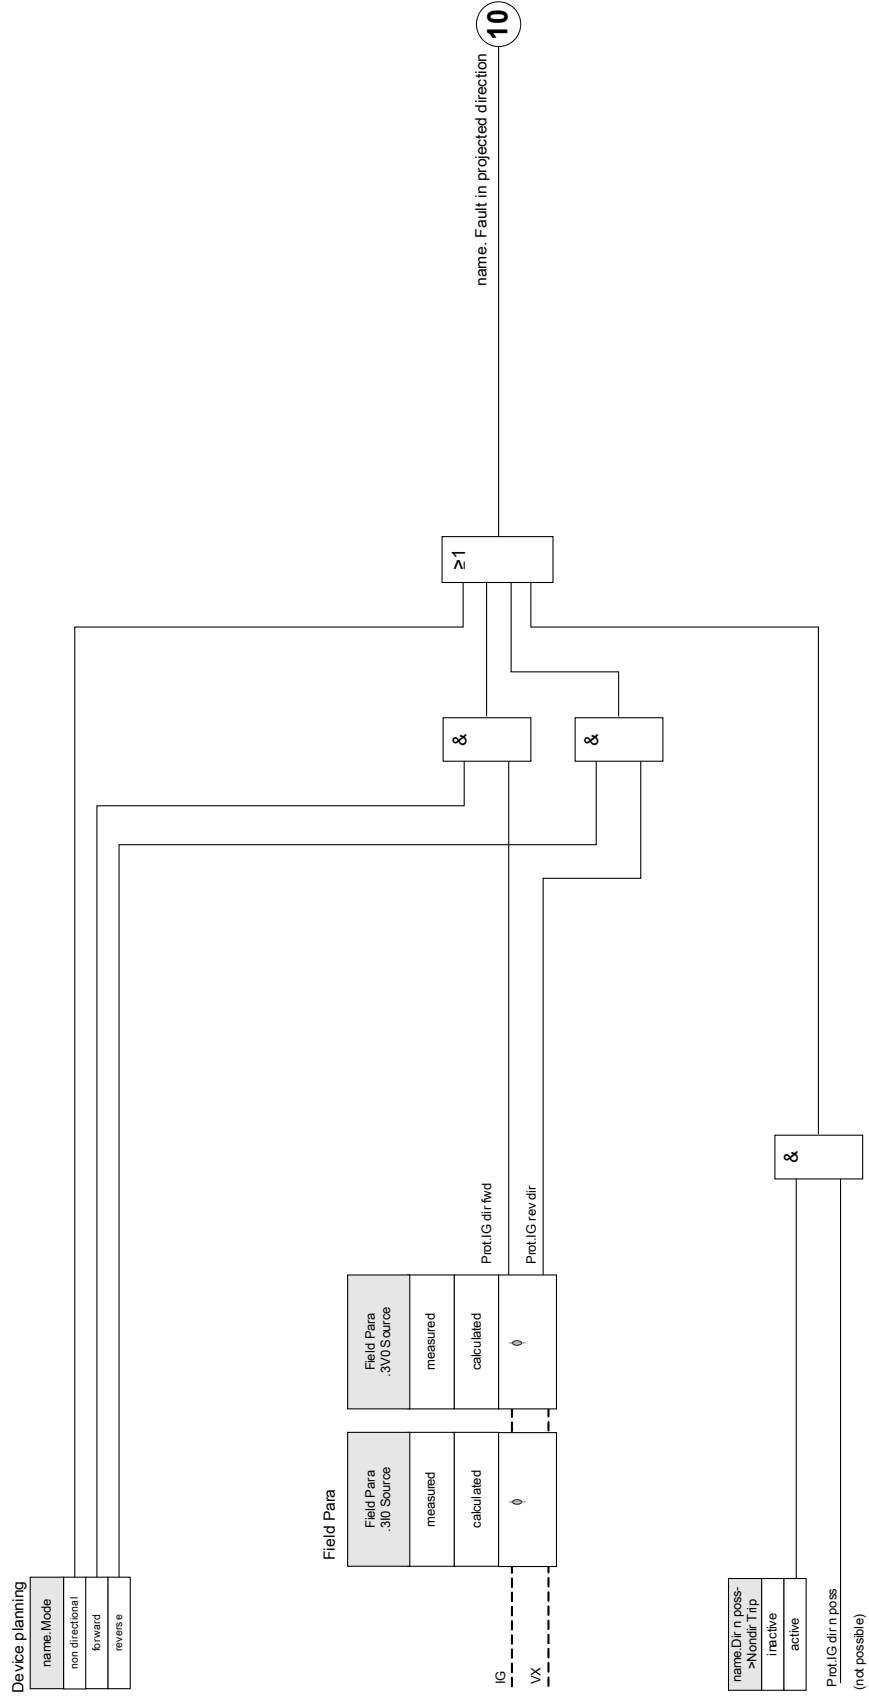 Device planning
name.Mode
non directional
forward
reverse
Field Para
Field Para
.3I0 Source
measured
calculated
ϕ
Field Para
.3V0 Source
measured
calculated
ϕ
IG
VX
Prot.IG dir fwd
Prot.IG rev dir
name.Dir n poss-
>Nondir Trip
inactive
active
Prot.IG dir n poss
(not possible)
&
&
&
≥1
name. Fault in projected direction
10